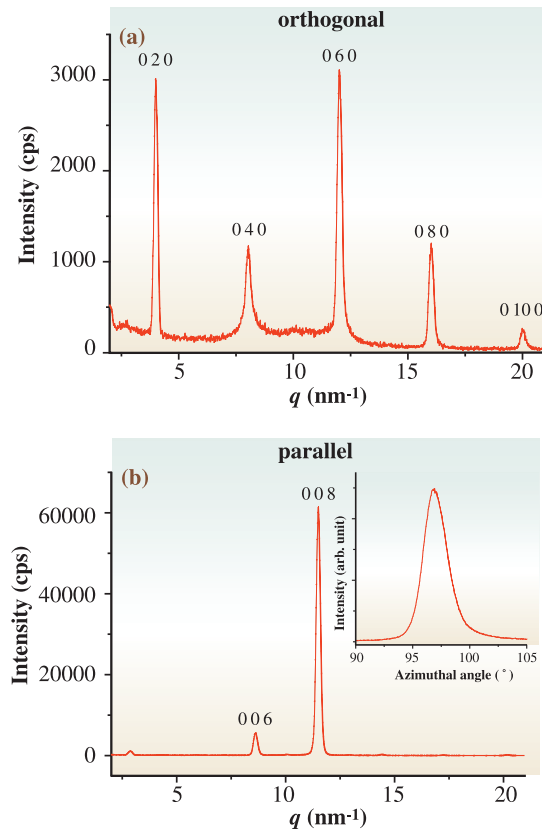 orthogonal
(a)
0 2 0
0 6 0
0 4 0
0 8 0
0 10 0
3000
2000
1000
0
Intensity (cps)
5
10
15
20
q (nm-1)
parallel
(b)
0 0 8
0 0 6
60000
40000
20000
0
Intensity (cps)
5
10
15
20
q (nm-1)
Intensity (arb. unit)
90
95
100
105
Azimuthal angle (°)